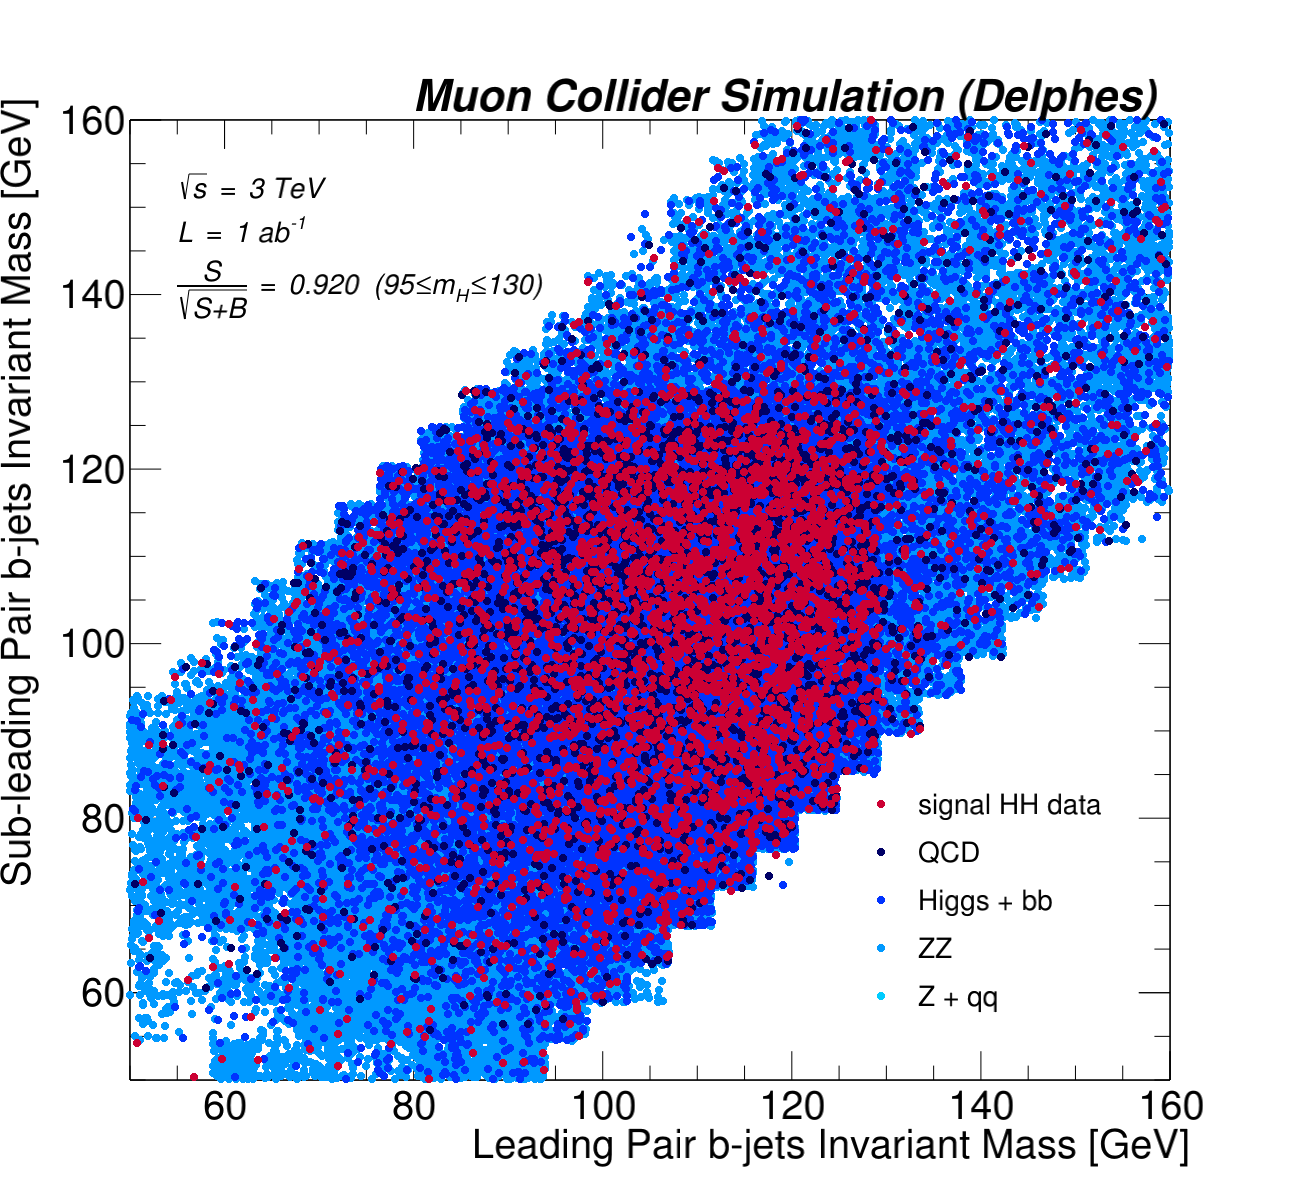 Muon Collider Simulation (Delphes)
Sub-leading Pair b-jets Invariant Mass [GeV]
160
140
120
100
80
60
√s = 3 TeV
L = 1 ab⁻¹
S/√S+B = 0.920 (95≤m_H≤130)
signal HH data
QCD
Higgs + bb
ZZ
Z + qq
60 80 100 120 140 160
Leading Pair b-jets Invariant Mass [GeV]